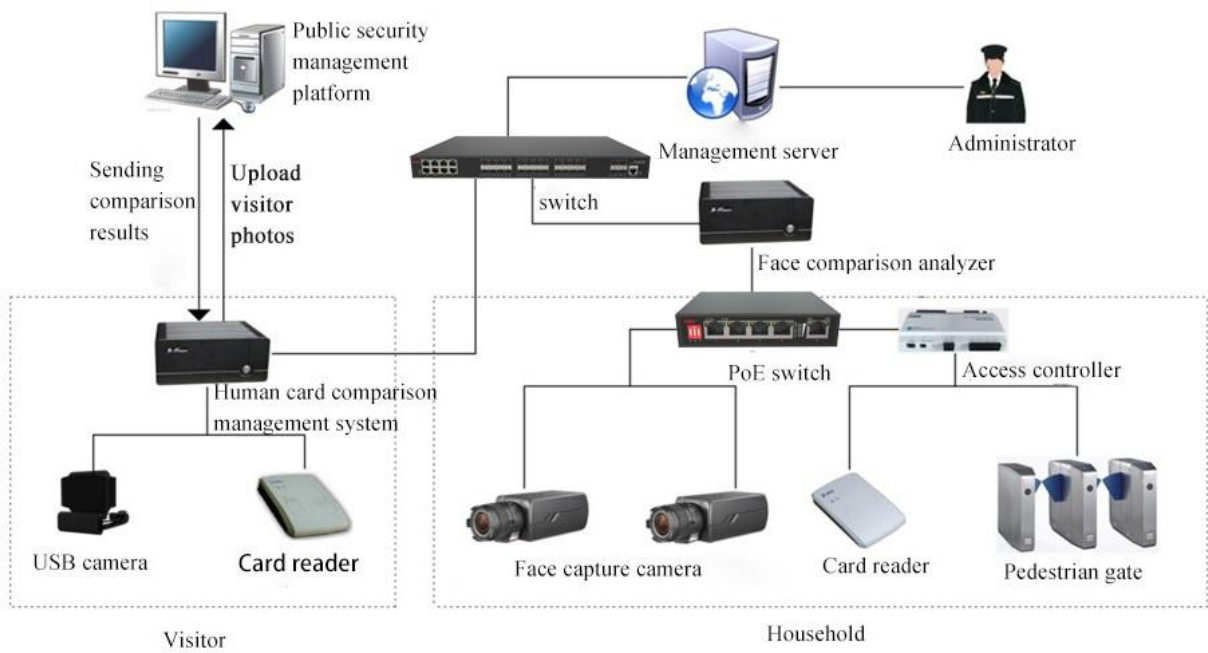 Public security
management
platform
Sending
comparison
results
Upload
visitor
photos
Management server
Administrator
switch
Face comparison analyzer
Human card comparison
management system
PoE switch
Access controller
USB camera
Card reader
Face capture camera
Card reader
Pedestrian gate
Visitor
Household